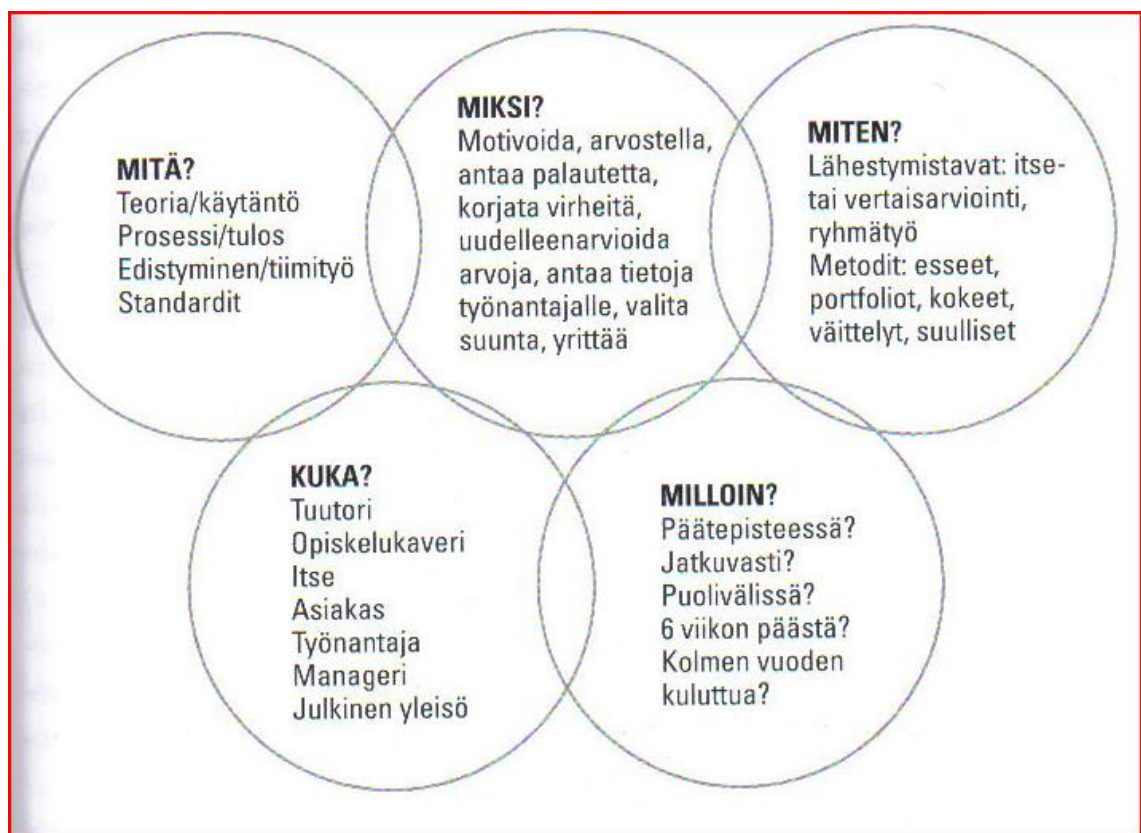 MITÄ?
Teoria/käytäntö
Prosessi/tulos
Edistyminen/tiimityö
Standardit
MIKSI?
Motivoida, arvostella,
antaa palautetta,
korjata virheitä,
uudelleenarvioida
arvoja, antaa tietoja
työnantajalle, valita
suunta, yrittää
MITEN?
Lähestymistavat: itse-
tai vertaisarviointi,
ryhmätyö
Metodit: esseet,
portfoliot, kokeet,
väittelyt, suulliset
KUKA?
Tuutori
Opiskelukaveri
Itse
Asiakas
Työnantaja
Manageri
Julkinen yleisö
MILLOIN?
Päätepisteessä?
Jatkuvasti?
Puolivälissä?
6 viikon päästä?
Kolmen vuoden
kuluttua?